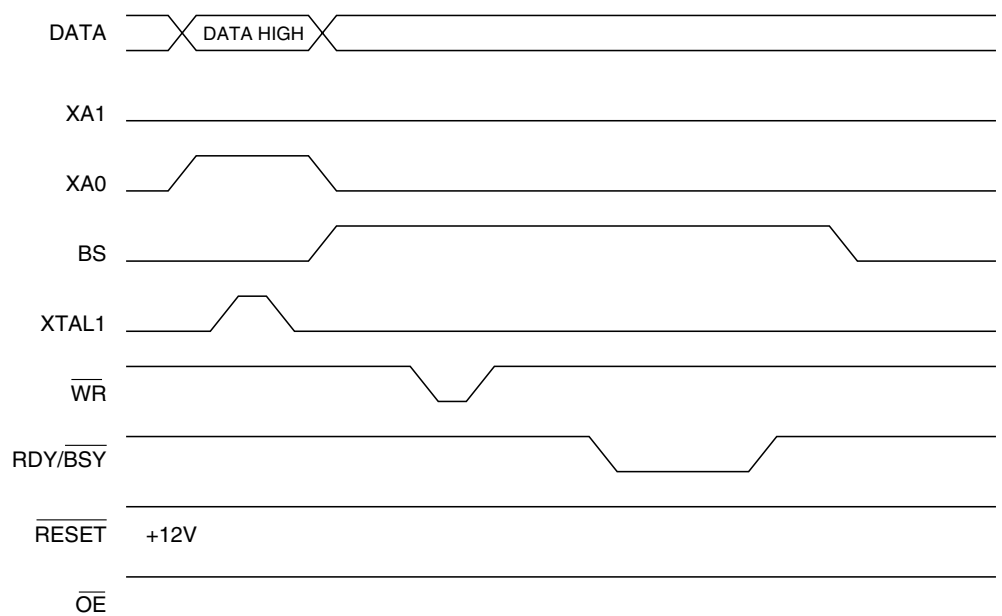 DATA DATA HIGH
XA1
XA0
BS
XTAL1
WR
RDY/BSY
RESET +12V
OE